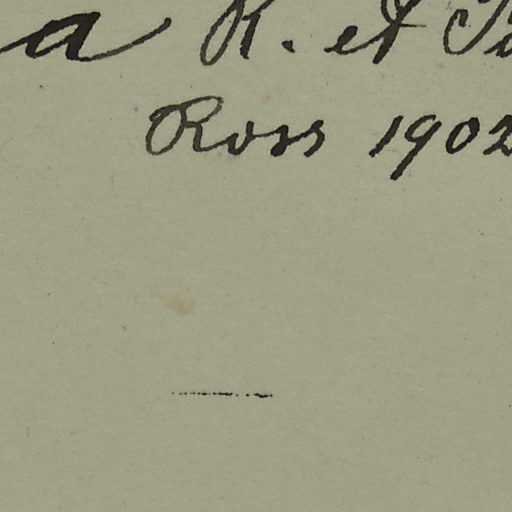 a R. et
Ross 1902